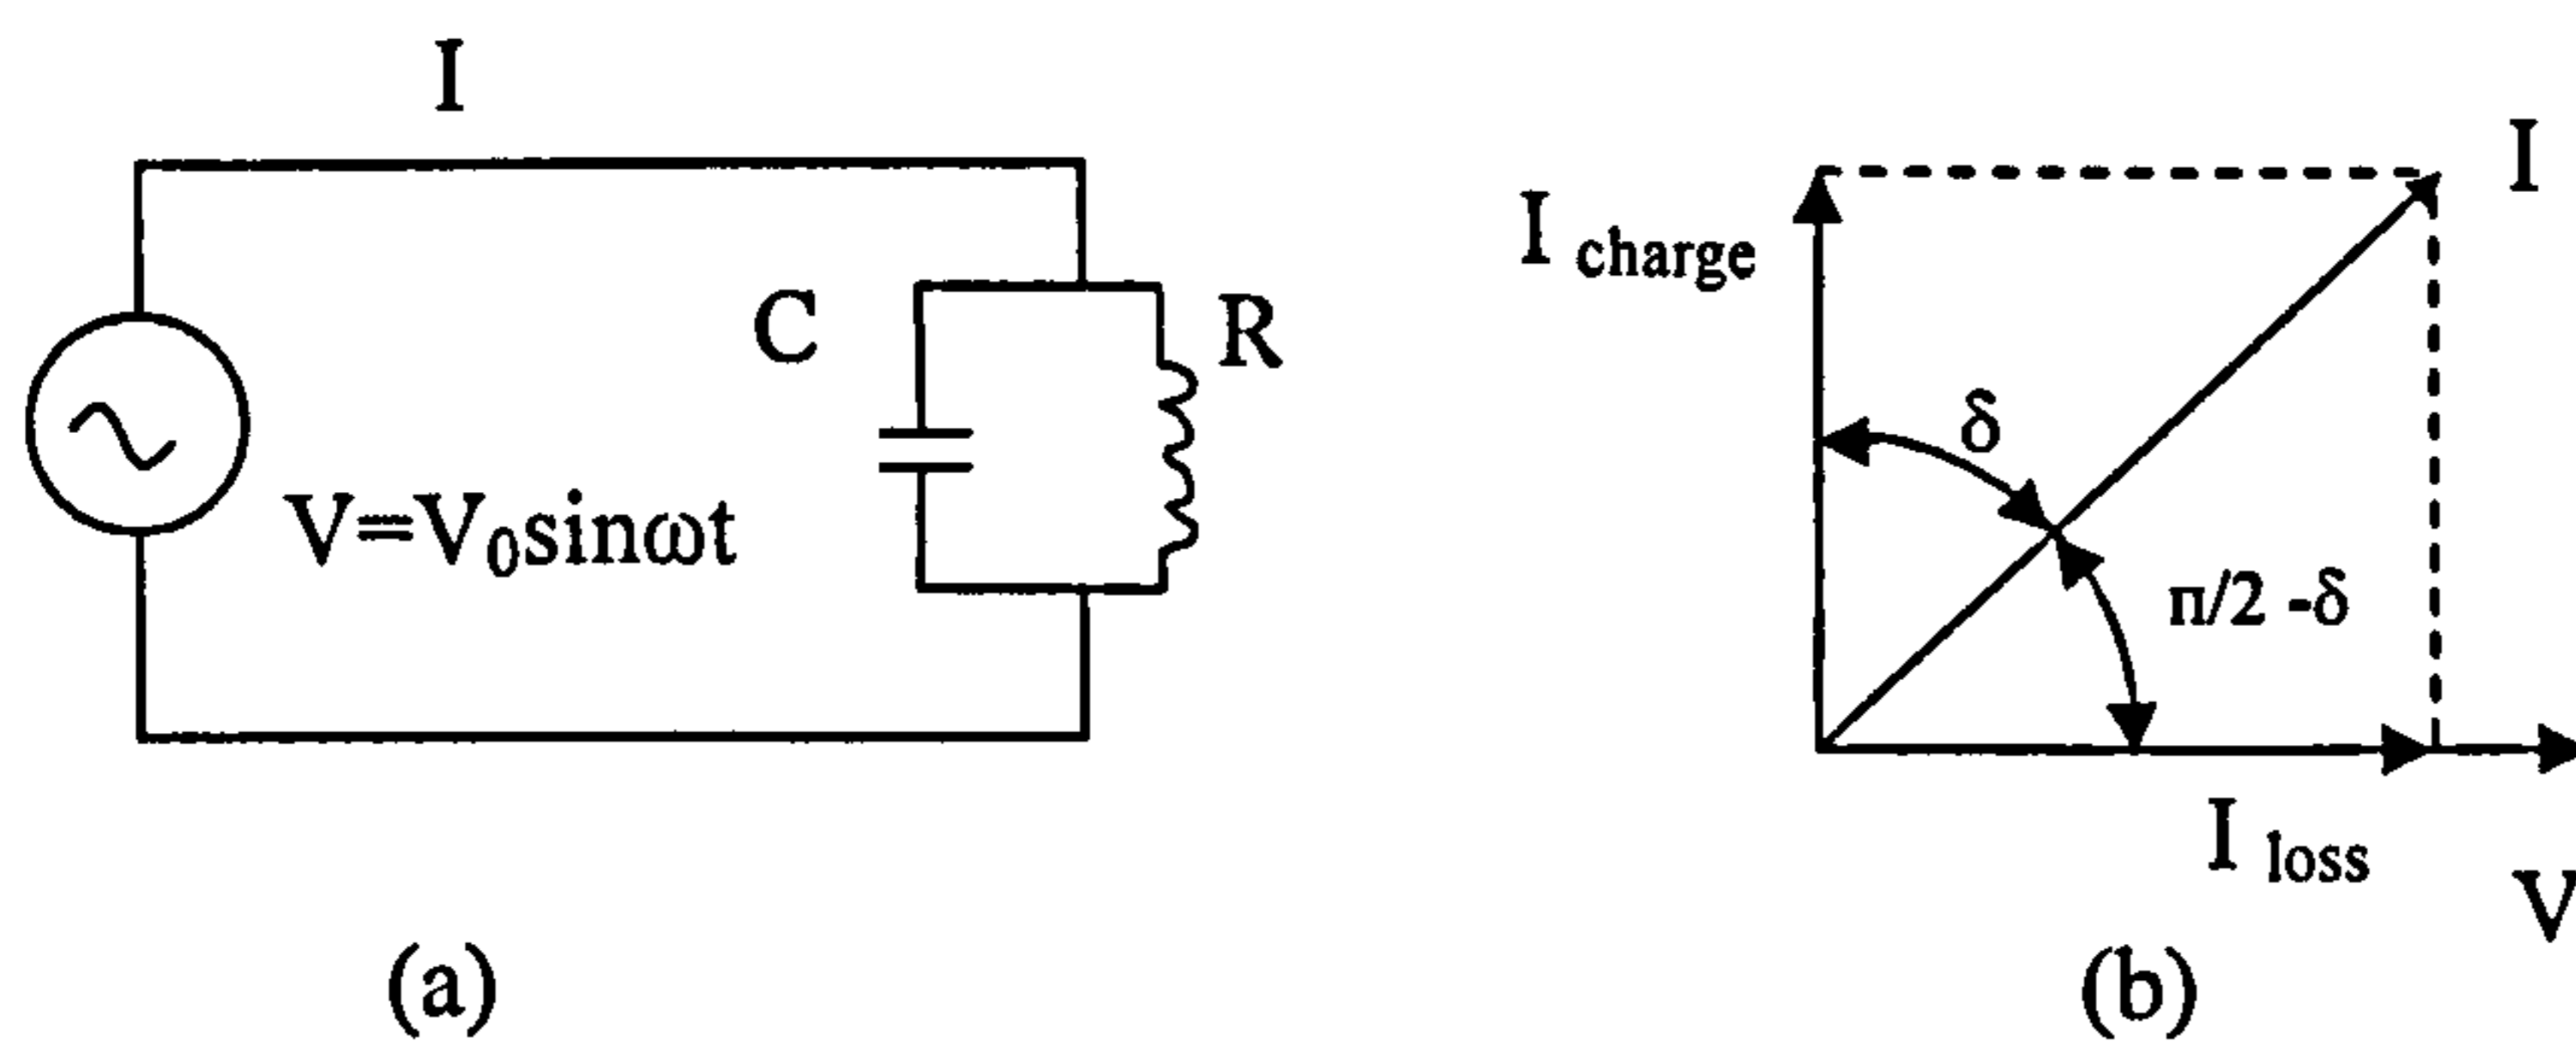 I
C
R
V=V₀sinωt
(a)
I
I charge
δ
π/2 -δ
I loss
V
(b)